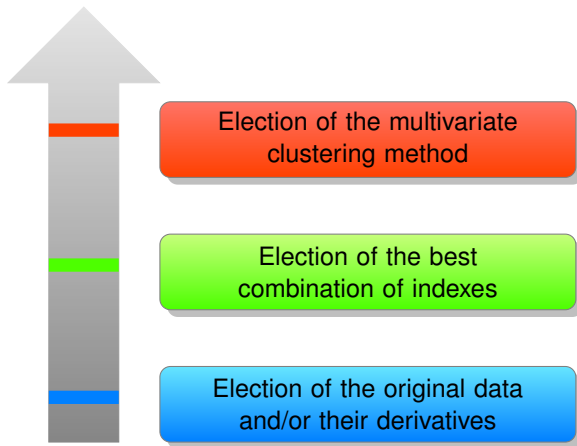 Election of the multivariate
clustering method
Election of the best
combination of indexes
Election of the original data
and/or their derivatives